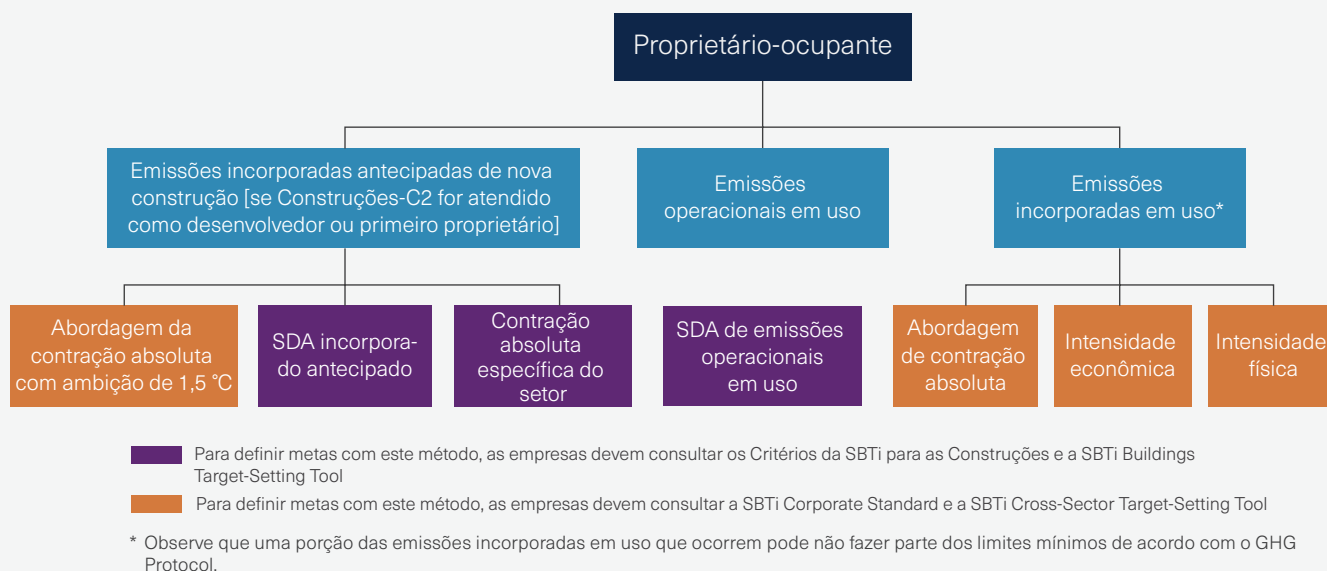 Proprietário-ocupante
Emissões incorporadas antecipadas de nova
construção [se Construções-C2 for atendido
como desenvolvedor ou primeiro proprietário]
Emissões
operacionais em uso
Emissões
incorporadas em uso*
Abordagem da
contração absoluta
com ambição de 1,5 °C
SDA incorpora-
do antecipado
Contração
absoluta
específica do
setor
SDA de emissões
operacionais
em uso
Abordagem
de contração
absoluta
Intensidade
econômica
Intensidade
física
Para definir metas com este método, as empresas devem consultar os Critérios da SBTi para as Construções e a SBTi Buildings
Target-Setting Tool
Para definir metas com este método, as empresas devem consultar a SBTi Corporate Standard e a SBTi Cross-Sector Target-Setting Tool
* Observe que uma porção das emissões incorporadas em uso que ocorrem pode não fazer parte dos limites mínimos de acordo com o GHG
Protocol.